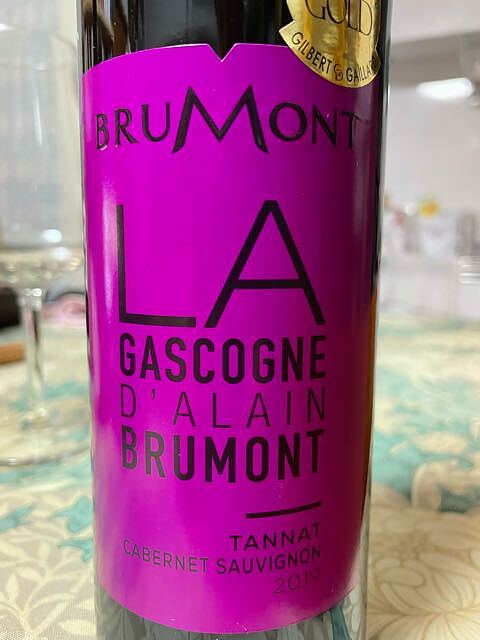 GOLD
GILBERT & GAILLARD
BRUMONT
LA
GASCOGNE
D'ALAIN
BRUMONT
TANNAT
CABERNET SAUVIGNON
2019